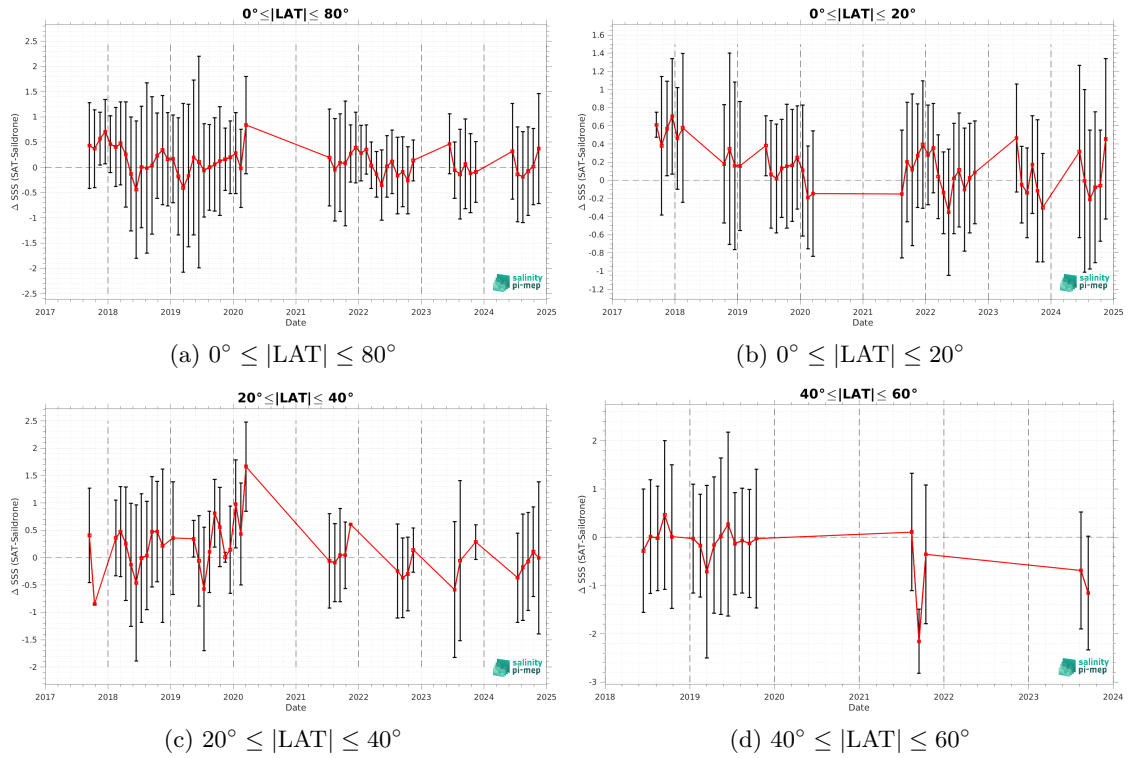 0°≤|LAT|≤ 80°
Δ SSS (SAT-Saildrone)
2.5
2
1.5
1
0.5
0
-0.5
-1
-1.5
-2
-2.5
2017 2018 2019 2020 2021 2022 2023 2024 2025
Date
salinity
pi-mep
(a) 0° ≤ |LAT| ≤ 80°
0°≤|LAT|≤ 20°
Δ SSS (SAT-Saildrone)
1.6
1.4
1.2
1
0.8
0.6
0.4
0.2
0
-0.2
-0.4
-0.6
-0.8
-1
-1.2
2017 2018 2019 2020 2021 2022 2023 2024 2025
Date
salinity
pi-mep
(b) 0° ≤ |LAT| ≤ 20°
20°≤|LAT|≤ 40°
Δ SSS (SAT-Saildrone)
2.5
2
1.5
1
0.5
0
-0.5
-1
-1.5
-2
2017 2018 2019 2020 2021 2022 2023 2024 2025
Date
salinity
pi-mep
(c) 20° ≤ |LAT| ≤ 40°
40°≤|LAT|≤ 60°
Δ SSS (SAT-Saildrone)
2
1
0
-1
-2
-3
2018 2019 2020 2021 2022 2023 2024
Date
salinity
pi-mep
(d) 40° ≤ |LAT| ≤ 60°